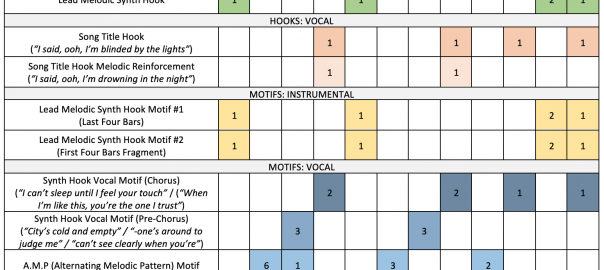 Lead Melodic Synth Hook 1 1 2 1
HOOKS: VOCAL
Song Title Hook
(“I said, ooh, I’m blinded by the lights”) 1 1 1 1
Song Title Hook Melodic Reinforcement
(“I said, ooh, I’m drowning in the night”) 1 1
MOTIFS: INSTRUMENTAL
Lead Melodic Synth Hook Motif #1
(Last Four Bars) 1 1 2 1
Lead Melodic Synth Hook Motif #2
(First Four Bars Fragment) 1 1 2 1
MOTIFS: VOCAL
Synth Hook Vocal Motif (Chorus)
(“I can’t sleep until I feel your touch” / (“When
I’m like this, you’re the one I trust”) 2 2 1 1
Synth Hook Vocal Motif (Pre-Chorus)
(“City’s cold and empty” / “-one’s around to
judge me” / “can’t see clearly when you’re”) 3 3
A.M.P (Alternating Melodic Pattern) Motif 6 1 3 2